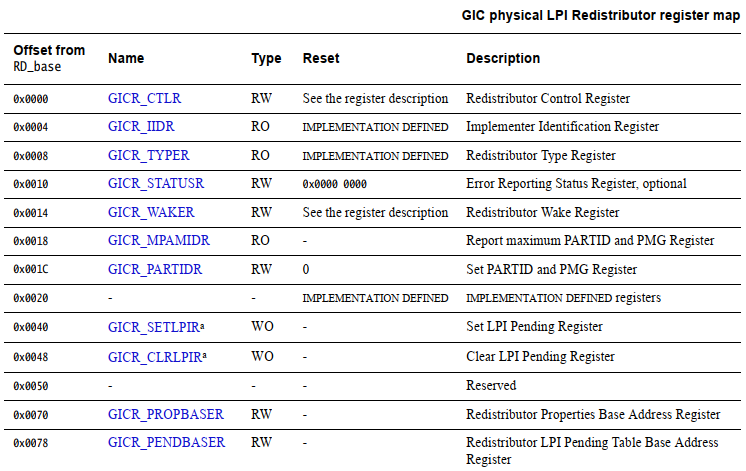 GIC physical LPI Redistributor register map
Offset from RD_base Name Type Reset Description
0x0000 GICR_CTLR RW See the register description Redistributor Control Register
0x0004 GICR_IIDR RO IMPLEMENTATION DEFINED Implementer Identification Register
0x0008 GICR_TYPER RO IMPLEMENTATION DEFINED Redistributor Type Register
0x0010 GICR_STATUSR RW 0x0000 0000 Error Reporting Status Register, optional
0x0014 GICR_WAKER RW See the register description Redistributor Wake Register
0x0018 GICR_MPAMIDR RO - Report maximum PARTID and PMG Register
0x001C GICR_PARTIDR RW 0 Set PARTID and PMG Register
0x0020 - - IMPLEMENTATION DEFINED IMPLEMENTATION DEFINED registers
0x0040 GICR_SETLPIRa WO - Set LPI Pending Register
0x0048 GICR_CLRLPIRa WO - Clear LPI Pending Register
0x0050 - - - Reserved
0x0070 GICR_PROPBASER RW - Redistributor Properties Base Address Register
0x0078 GICR_PENDBASER RW - Redistributor LPI Pending Table Base Address
Register